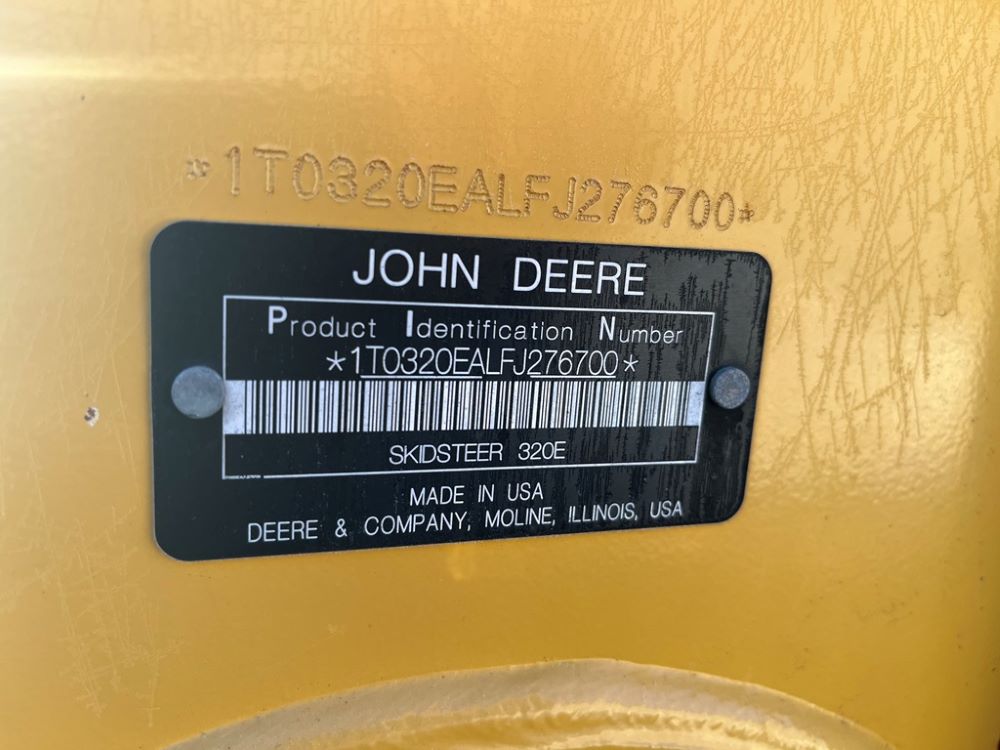 *1T0320EALFJ276700*
JOHN DEERE
Product Identification Number
*1T0320EALFJ276700*
SKIDSTEER 320E
MADE IN USA
DEERE & COMPANY, MOLINE, ILLINOIS, USA